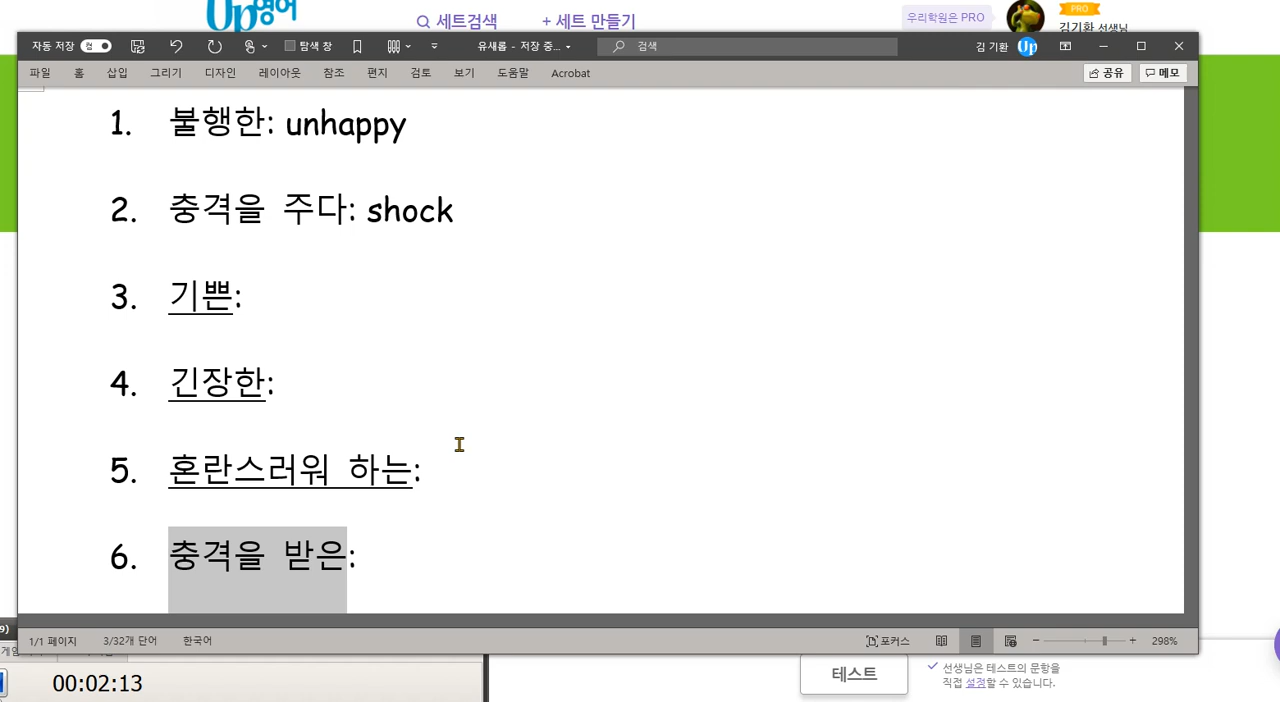 Up영어
세트검색
+ 세트 만들기
우리학원은 PRO
PRO
김기환 선생님
자동 저장
컴
탐색 창
유새롬 - 저장 중...
검색
김 기환
Up
파일
홈
삽입
그리기
디자인
레이아웃
참조
편지
검토
보기
도움말
Acrobat
공유
메모
1. 불행한: unhappy
2. 충격을 주다: shock
3. 기쁜:
4. 긴장한:
5. 혼란스러워 하는:
6. 충격을 받은:
1/1 페이지
3/32개 단어
한국어
포커스
298%
9)
00:02:13
테스트
선생님은 테스트의 문항을
직접 설정할 수 있습니다.